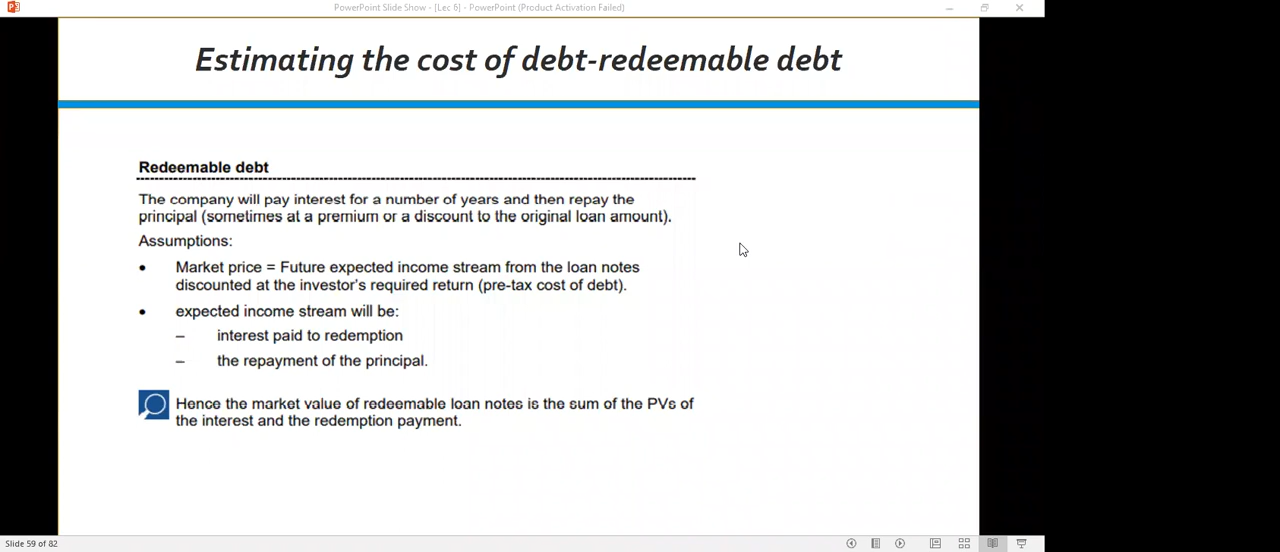 PowerPoint Slide Show - [Lec 6] - PowerPoint (Product Activation Failed)
Estimating the cost of debt-redeemable debt
Redeemable debt
The company will pay interest for a number of years and then repay the
principal (sometimes at a premium or a discount to the original loan amount).
Assumptions:
• Market price = Future expected income stream from the loan notes
discounted at the investor's required return (pre-tax cost of debt).
• expected income stream will be:
– interest paid to redemption
– the repayment of the principal.
Hence the market value of redeemable loan notes is the sum of the PVs of
the interest and the redemption payment.
Slide 59 of 82